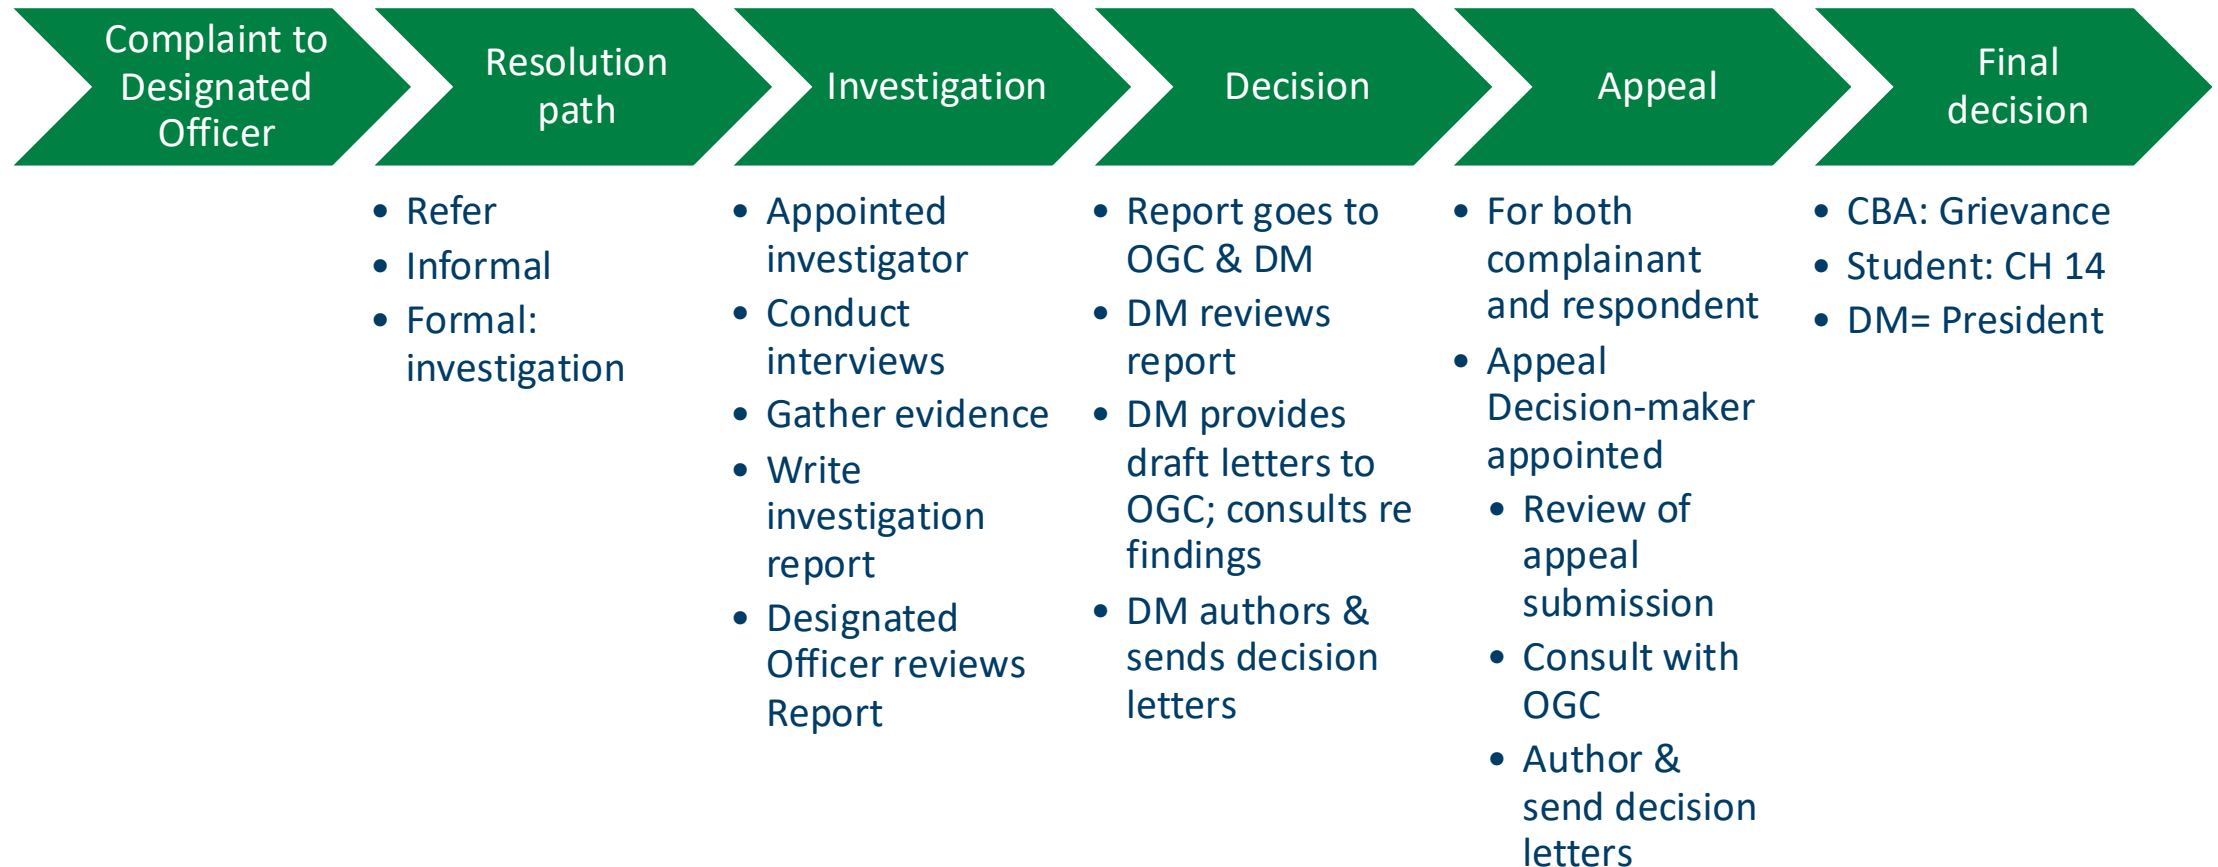 Complaint to
Designated
Officer
Resolution
path
Investigation
Decision
Appeal
Final
decision
• Refer
• Informal
• Formal:
investigation
• Appointed
investigator
• Conduct
interviews
• Gather evidence
• Write
investigation
report
• Designated
Officer reviews
Report
• Report goes to
OGC & DM
• DM reviews
report
• DM provides
draft letters to
OGC; consults re
findings
• DM authors &
sends decision
letters
• For both
complainant
and respondent
• Appeal
Decision-maker
appointed
• Review of
appeal
submission
• Consult with
OGC
• Author &
send decision
letters
• CBA: Grievance
• Student: CH 14
• DM= President